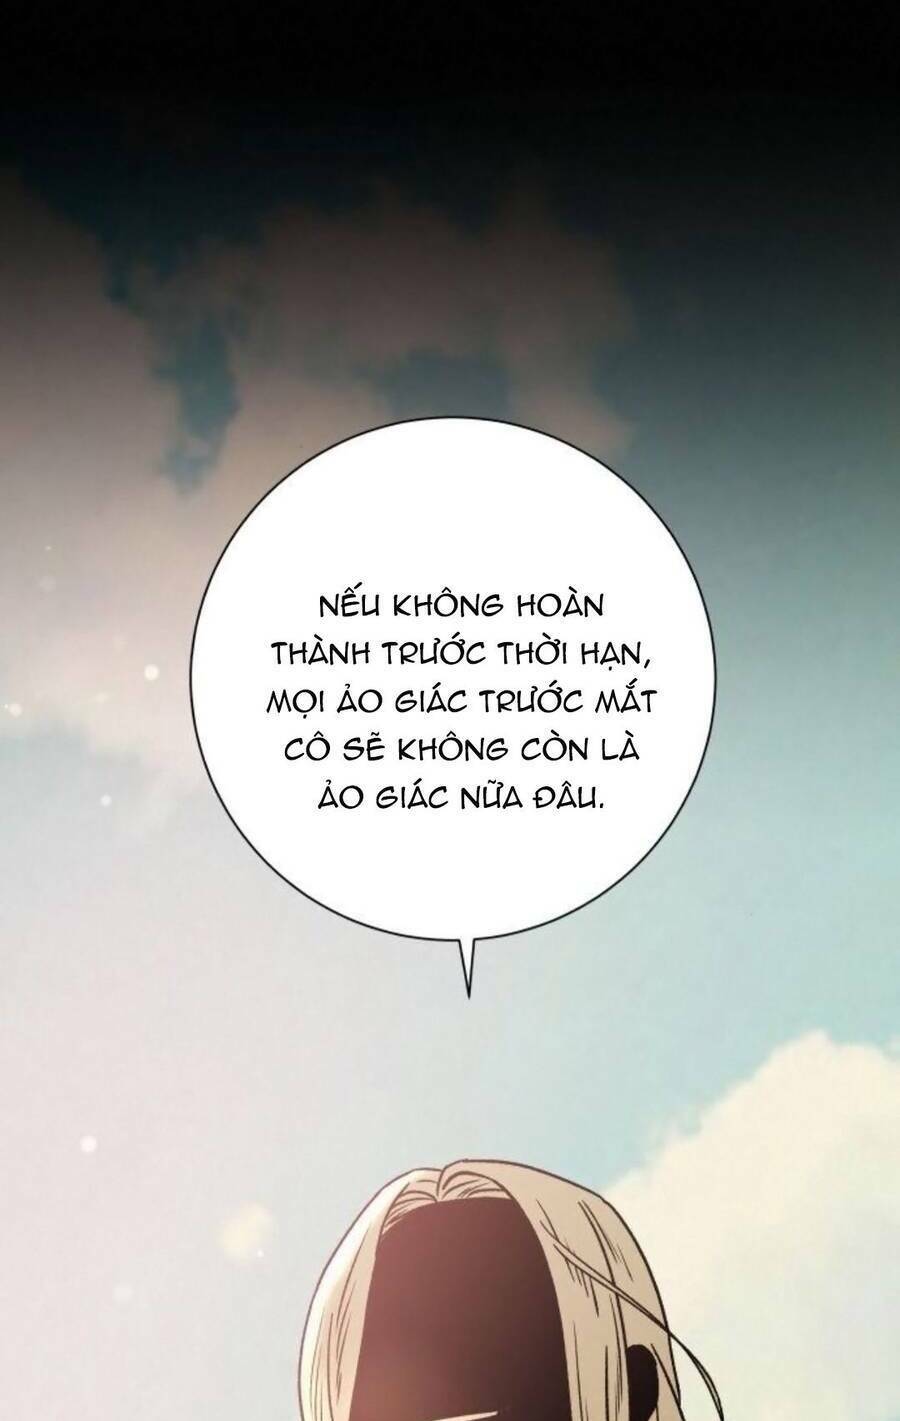 NẾU KHÔNG HOÀN
THÀNH TRƯỚC THỜI HẠN,
MỌI ẢO GIÁC TRƯỚC MẮT
CÔ SẼ KHÔNG CÒN LÀ
ẢO GIÁC NỮA ĐÂU.